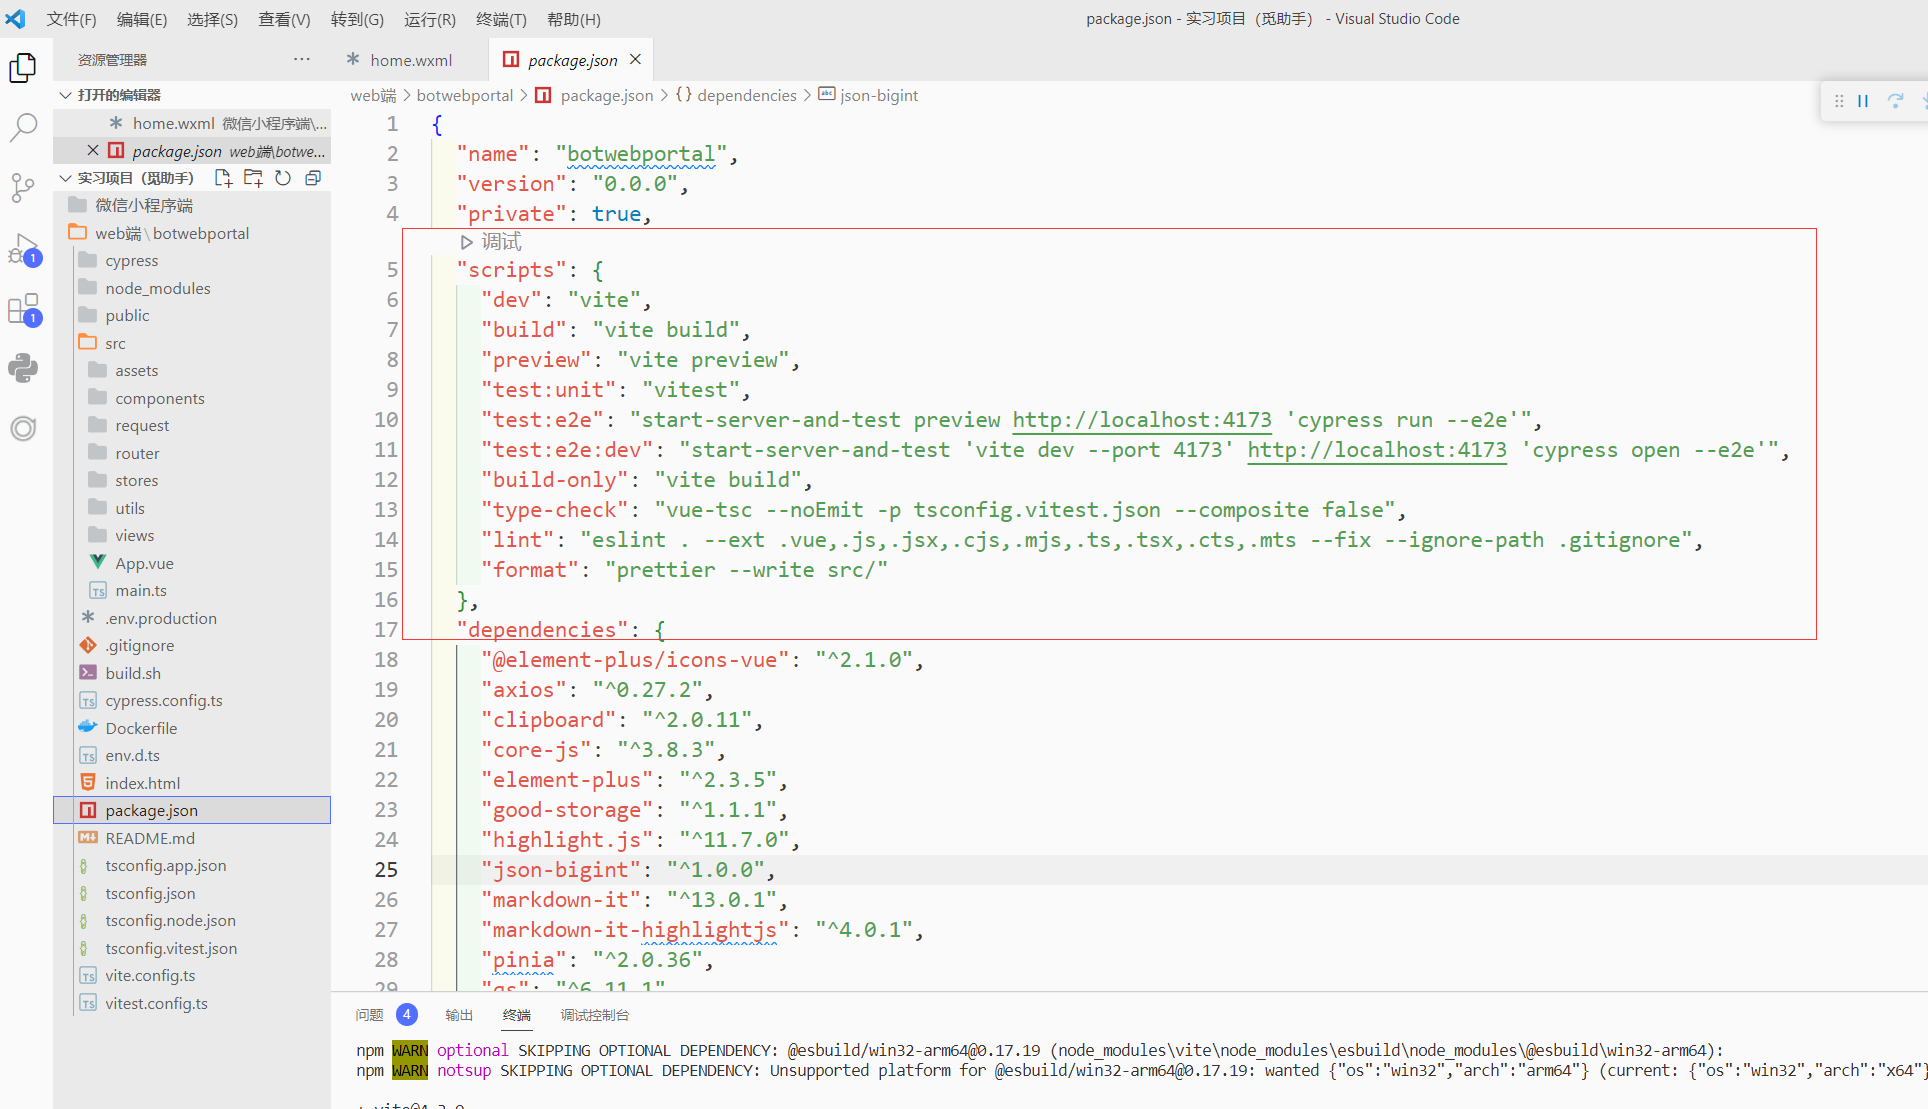 文件(F) 编辑(E) 选择(S) 查看(V) 转到(G) 运行(R) 终端(T) 帮助(H) package.json - 实习项目（觅助手） - Visual Studio Code
资源管理器 ···
打开的编辑器
home.wxml 微信小程序端\...
package.json web端\botwe...
实习项目（觅助手）
微信小程序端
web端\botwebportal
cypress
node_modules
public
src
assets
components
request
router
stores
utils
views
App.vue
TS main.ts
.env.production
.gitignore
build.sh
TS cypress.config.ts
Dockerfile
TS env.d.ts
index.html
package.json
README.md
tsconfig.app.json
tsconfig.json
tsconfig.node.json
tsconfig.vitest.json
TS vite.config.ts
TS vitest.config.ts
1
1
home.wxml package.json
web端 > botwebportal > package.json > {} dependencies > abc json-bigint
1 {
2 "name": "botwebportal",
3 "version": "0.0.0",
4 "private": true,
调试
5 "scripts": {
6 "dev": "vite",
7 "build": "vite build",
8 "preview": "vite preview",
9 "test:unit": "vitest",
10 "test:e2e": "start-server-and-test preview http://localhost:4173 'cypress run --e2e'",
11 "test:e2e:dev": "start-server-and-test 'vite dev --port 4173' http://localhost:4173 'cypress open --e2e'",
12 "build-only": "vite build",
13 "type-check": "vue-tsc --noEmit -p tsconfig.vitest.json --composite false",
14 "lint": "eslint . --ext .vue,.js,.jsx,.cjs,.mjs,.ts,.tsx,.cts,.mts --fix --ignore-path .gitignore",
15 "format": "prettier --write src/"
16 },
17 "dependencies": {
18 "@element-plus/icons-vue": "^2.1.0",
19 "axios": "^0.27.2",
20 "clipboard": "^2.0.11",
21 "core-js": "^3.8.3",
22 "element-plus": "^2.3.5",
23 "good-storage": "^1.1.1",
24 "highlight.js": "^11.7.0",
25 "json-bigint": "^1.0.0",
26 "markdown-it": "^13.0.1",
27 "markdown-it-highlightjs": "^4.0.1",
28 "pinia": "^2.0.36",
29 "qs": "^6.11.1"
问题 4 输出 终端 调试控制台
npm WARN optional SKIPPING OPTIONAL DEPENDENCY: @esbuild/win32-arm64@0.17.19 (node_modules\vite\node_modules\esbuild\node_modules\@esbuild\win32-arm64):
npm WARN notsup SKIPPING OPTIONAL DEPENDENCY: Unsupported platform for @esbuild/win32-arm64@0.17.19: wanted {"os":"win32","arch":"arm64"} (current: {"os":"win32","arch":"x64"}